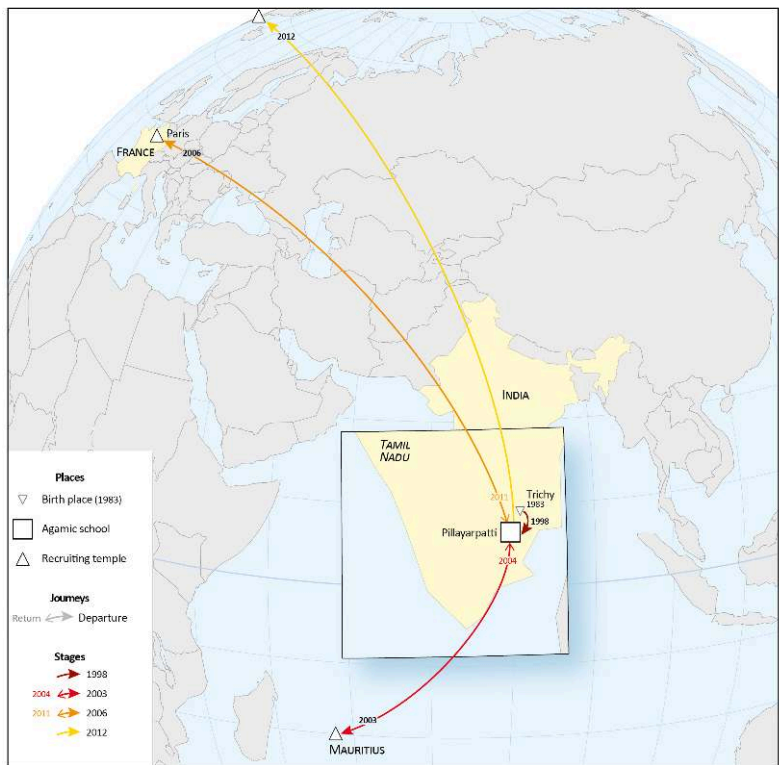 2012
Paris
FRANCE
2006
INDIA
TAMIL
NADU
2011
Trichy
1983
1998
Pillayarpatti
2004
2003
MAURITIUS
Places
Birth place (1983)
Agamic school
Recruiting temple
Journeys
Return Departure
Stages
1998
2004 2003
2011 2006
2012